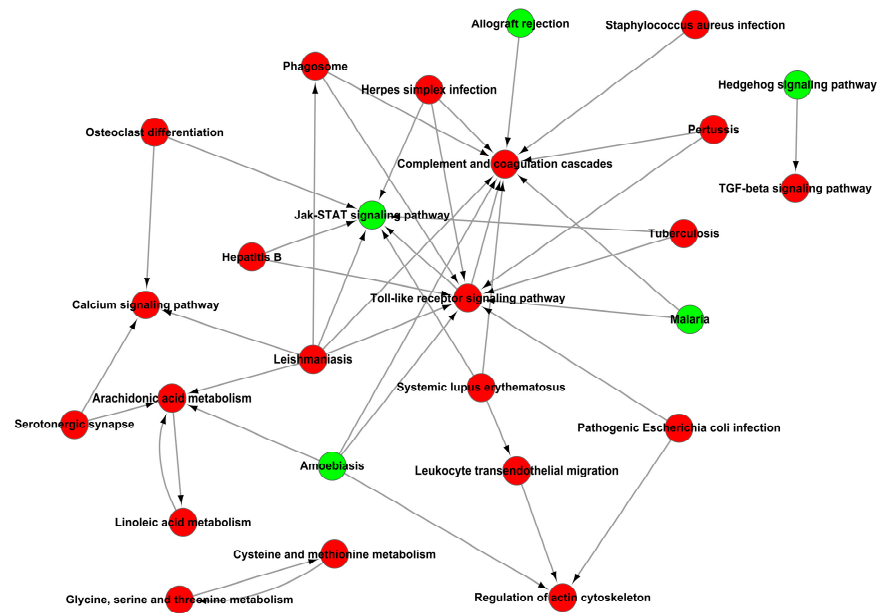 Allograft rejection
Staphylococcus aureus infection
Phagosome
Herpes simplex infection
Hedgehog signaling pathway
Osteoclast differentiation
Pertussis
Complement and coagulation cascades
TGF-beta signaling pathway
Jak-STAT signaling pathway
Tuberculosis
Hepatitis B
Toll-like receptor signaling pathway
Calcium signaling pathway
Malaria
Leishmaniasis
Systemic lupus erythematosus
Arachidonic acid metabolism
Serotonergic synapse
Pathogenic Escherichia coli infection
Amoebiasis
Leukocyte transendothelial migration
Linoleic acid metabolism
Cysteine and methionine metabolism
Regulation of actin cytoskeleton
Glycine, serine and threonine metabolism